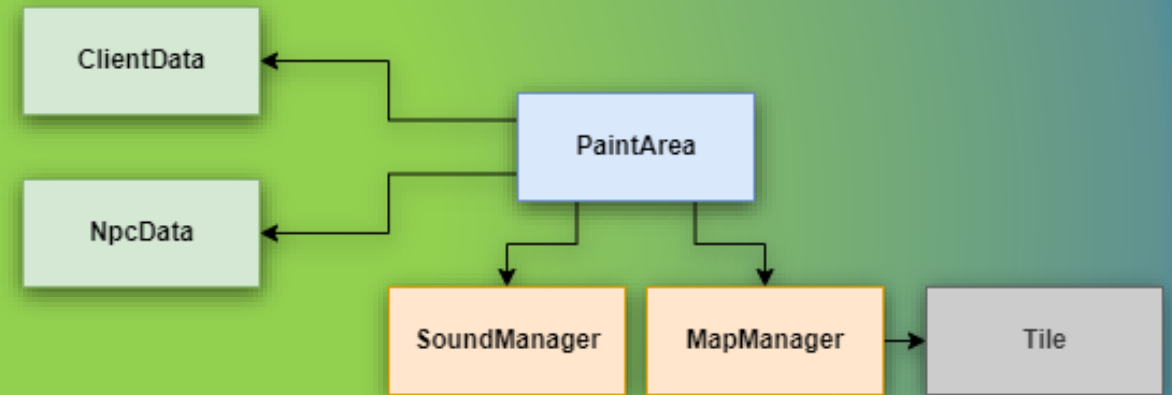 ClientData
PaintArea
NpcData
SoundManager
MapManager
Tile